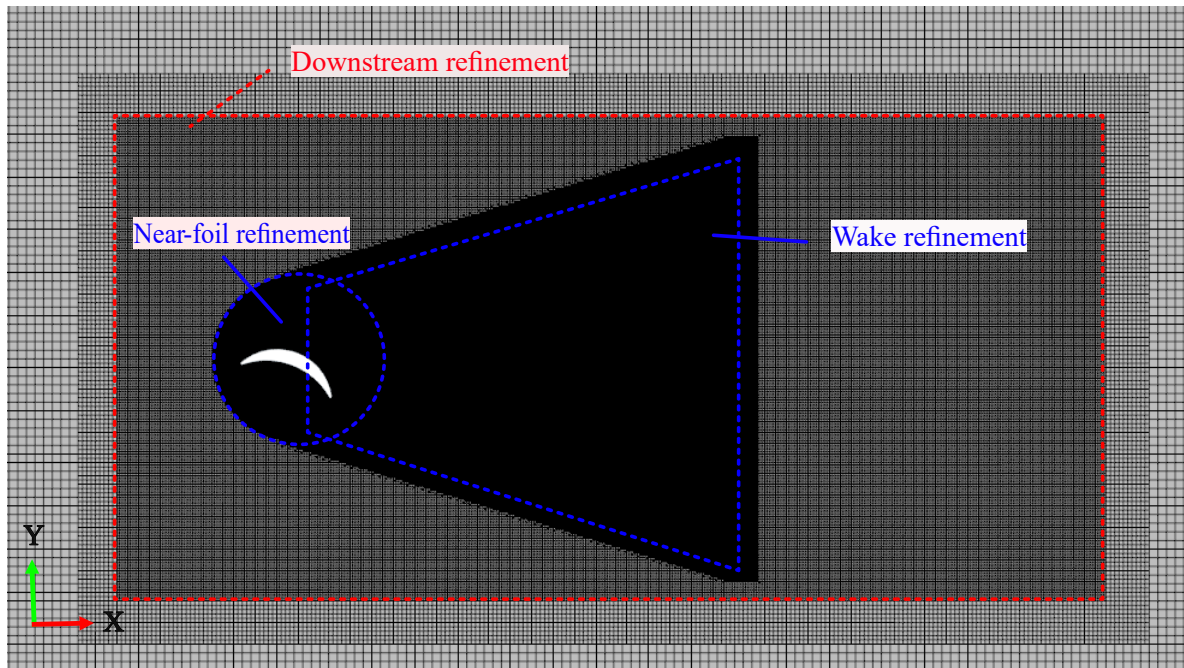 Downstream refinement
Near-foil refinement
Wake refinement
Y
X